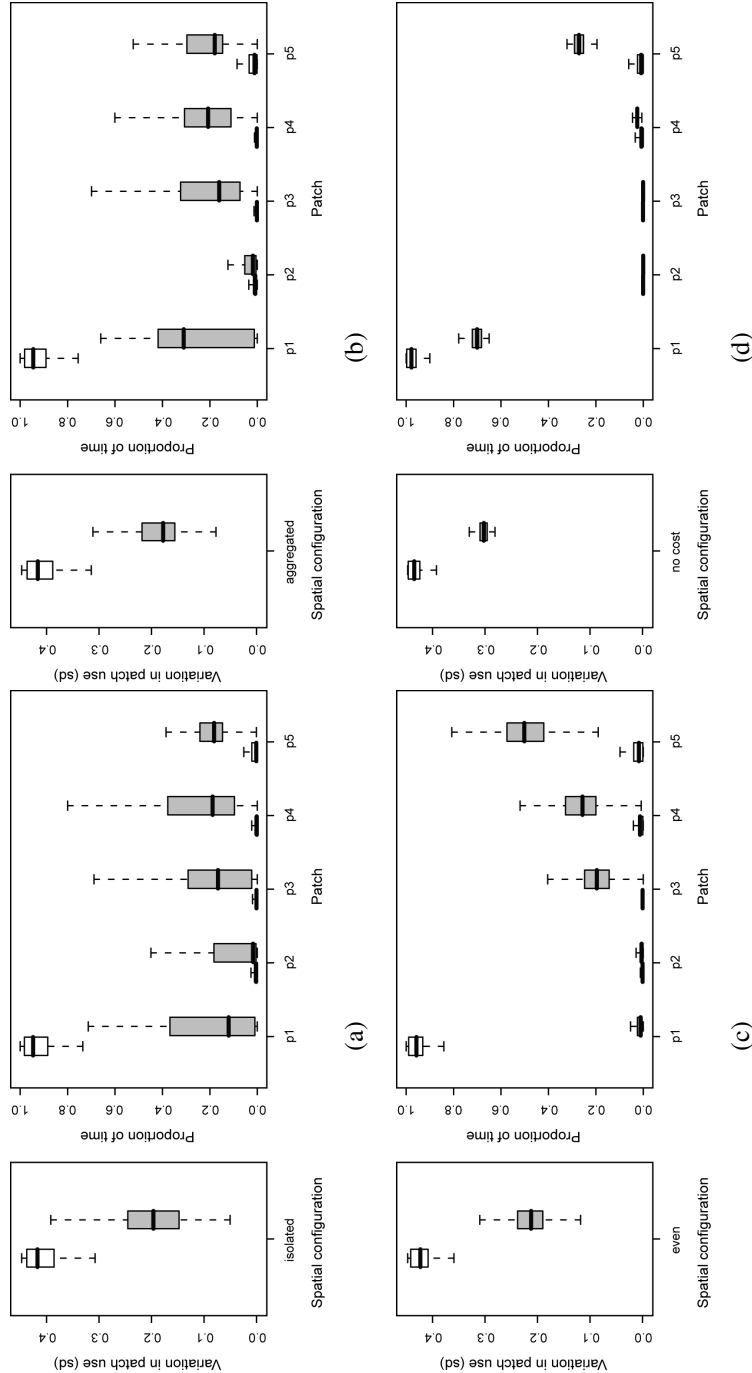 Variation in patch use (sd)
0.0 0.1 0.2 0.3 0.4
isolated
Spatial configuration
Proportion of time
0.0 0.2 0.4 0.6 0.8 1.0
p1 p2 p3 p4 p5
Patch
(a)
Variation in patch use (sd)
0.0 0.1 0.2 0.3 0.4
aggregated
Spatial configuration
Proportion of time
0.0 0.2 0.4 0.6 0.8 1.0
p1 p2 p3 p4 p5
Patch
(b)
Variation in patch use (sd)
0.0 0.1 0.2 0.3 0.4
even
Spatial configuration
Proportion of time
0.0 0.2 0.4 0.6 0.8 1.0
p1 p2 p3 p4 p5
Patch
(c)
Variation in patch use (sd)
0.0 0.1 0.2 0.3 0.4
no cost
Spatial configuration
Proportion of time
0.0 0.2 0.4 0.6 0.8 1.0
p1 p2 p3 p4 p5
Patch
(d)